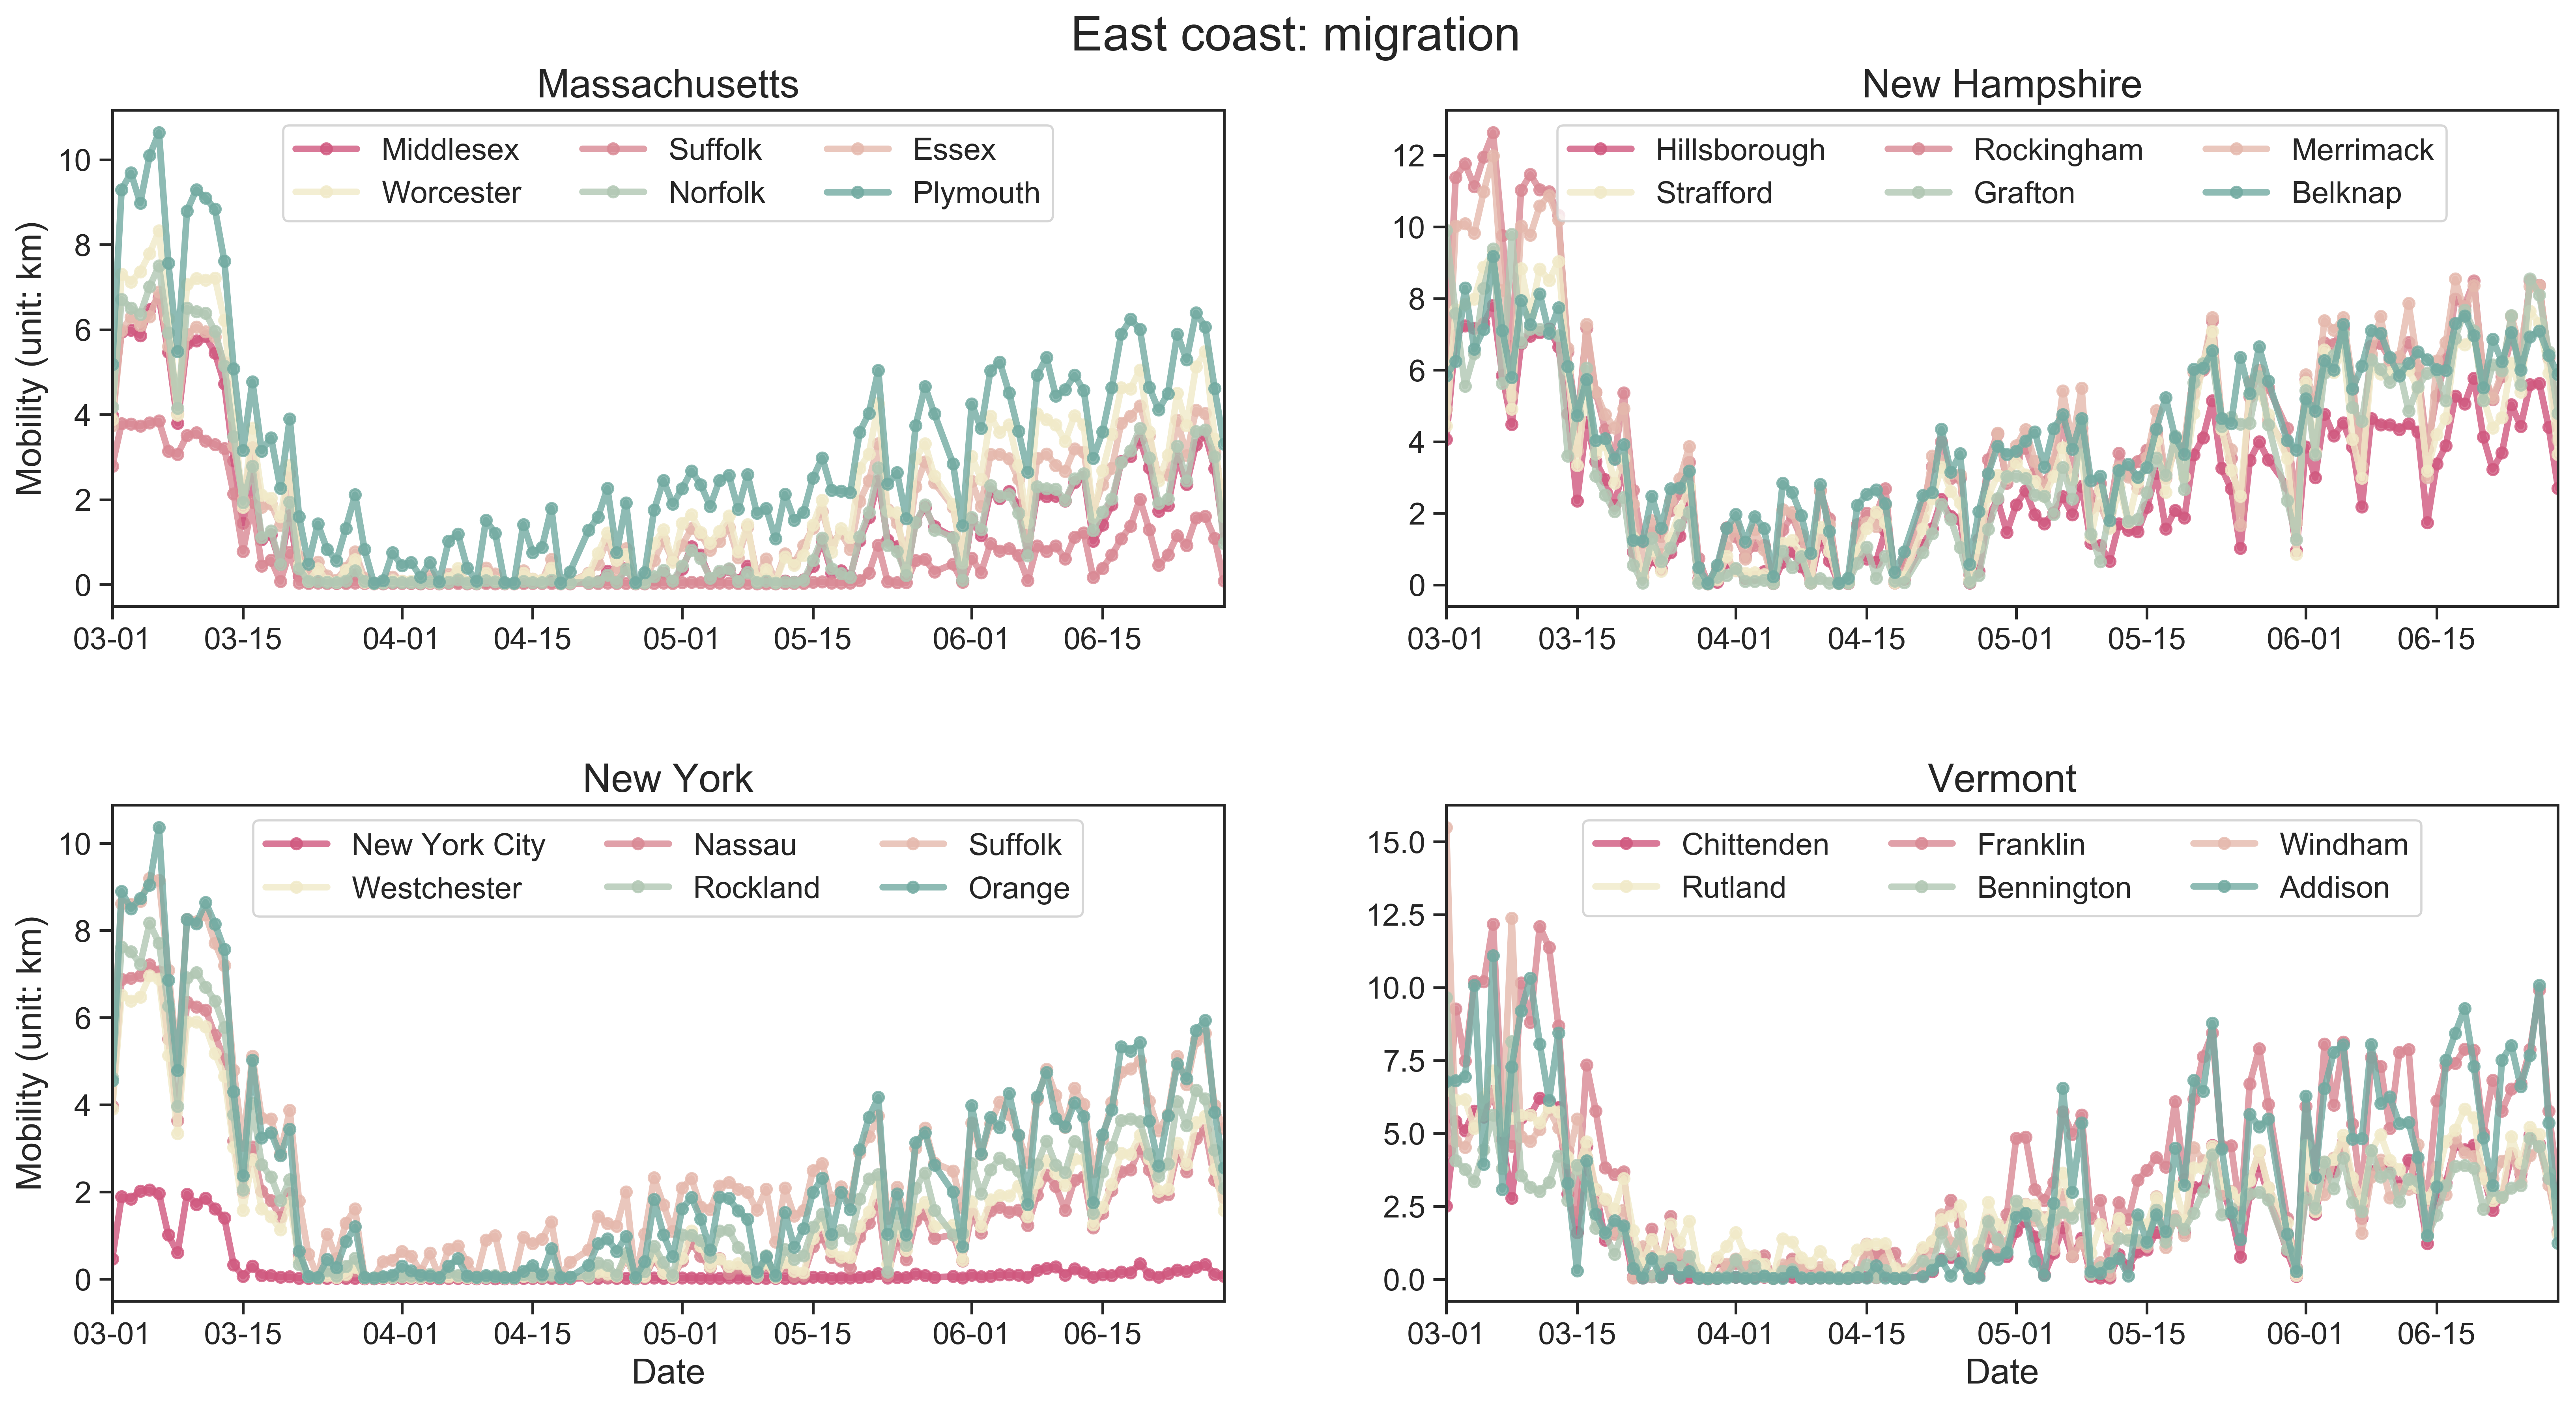 East coast: migration
Massachusetts
Mobility (unit: km)
10
8
6
4
2
0
Middlesex Suffolk Essex
Worcester Norfolk Plymouth
03-01 03-15 04-01 04-15 05-01 05-15 06-01 06-15
New Hampshire
12
10
8
6
4
2
0
Hillsborough Rockingham Merrimack
Strafford Grafton Belknap
03-01 03-15 04-01 04-15 05-01 05-15 06-01 06-15
New York
Mobility (unit: km)
10
8
6
4
2
0
New York City Nassau Suffolk
Westchester Rockland Orange
03-01 03-15 04-01 04-15 05-01 05-15 06-01 06-15
Date
Vermont
15.0
12.5
10.0
7.5
5.0
2.5
0.0
Chittenden Franklin Windham
Rutland Bennington Addison
03-01 03-15 04-01 04-15 05-01 05-15 06-01 06-15
Date